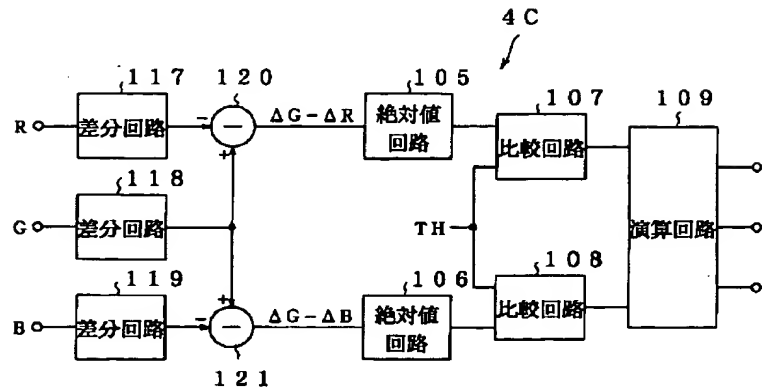 4C
117
120
105
107
109
R
差分回路
ΔG-ΔR
絶対値
回路
比較回路
118
G
差分回路
TH
演算回路
119
106
108
B
差分回路
ΔG-ΔB
絶対値
回路
比較回路
121